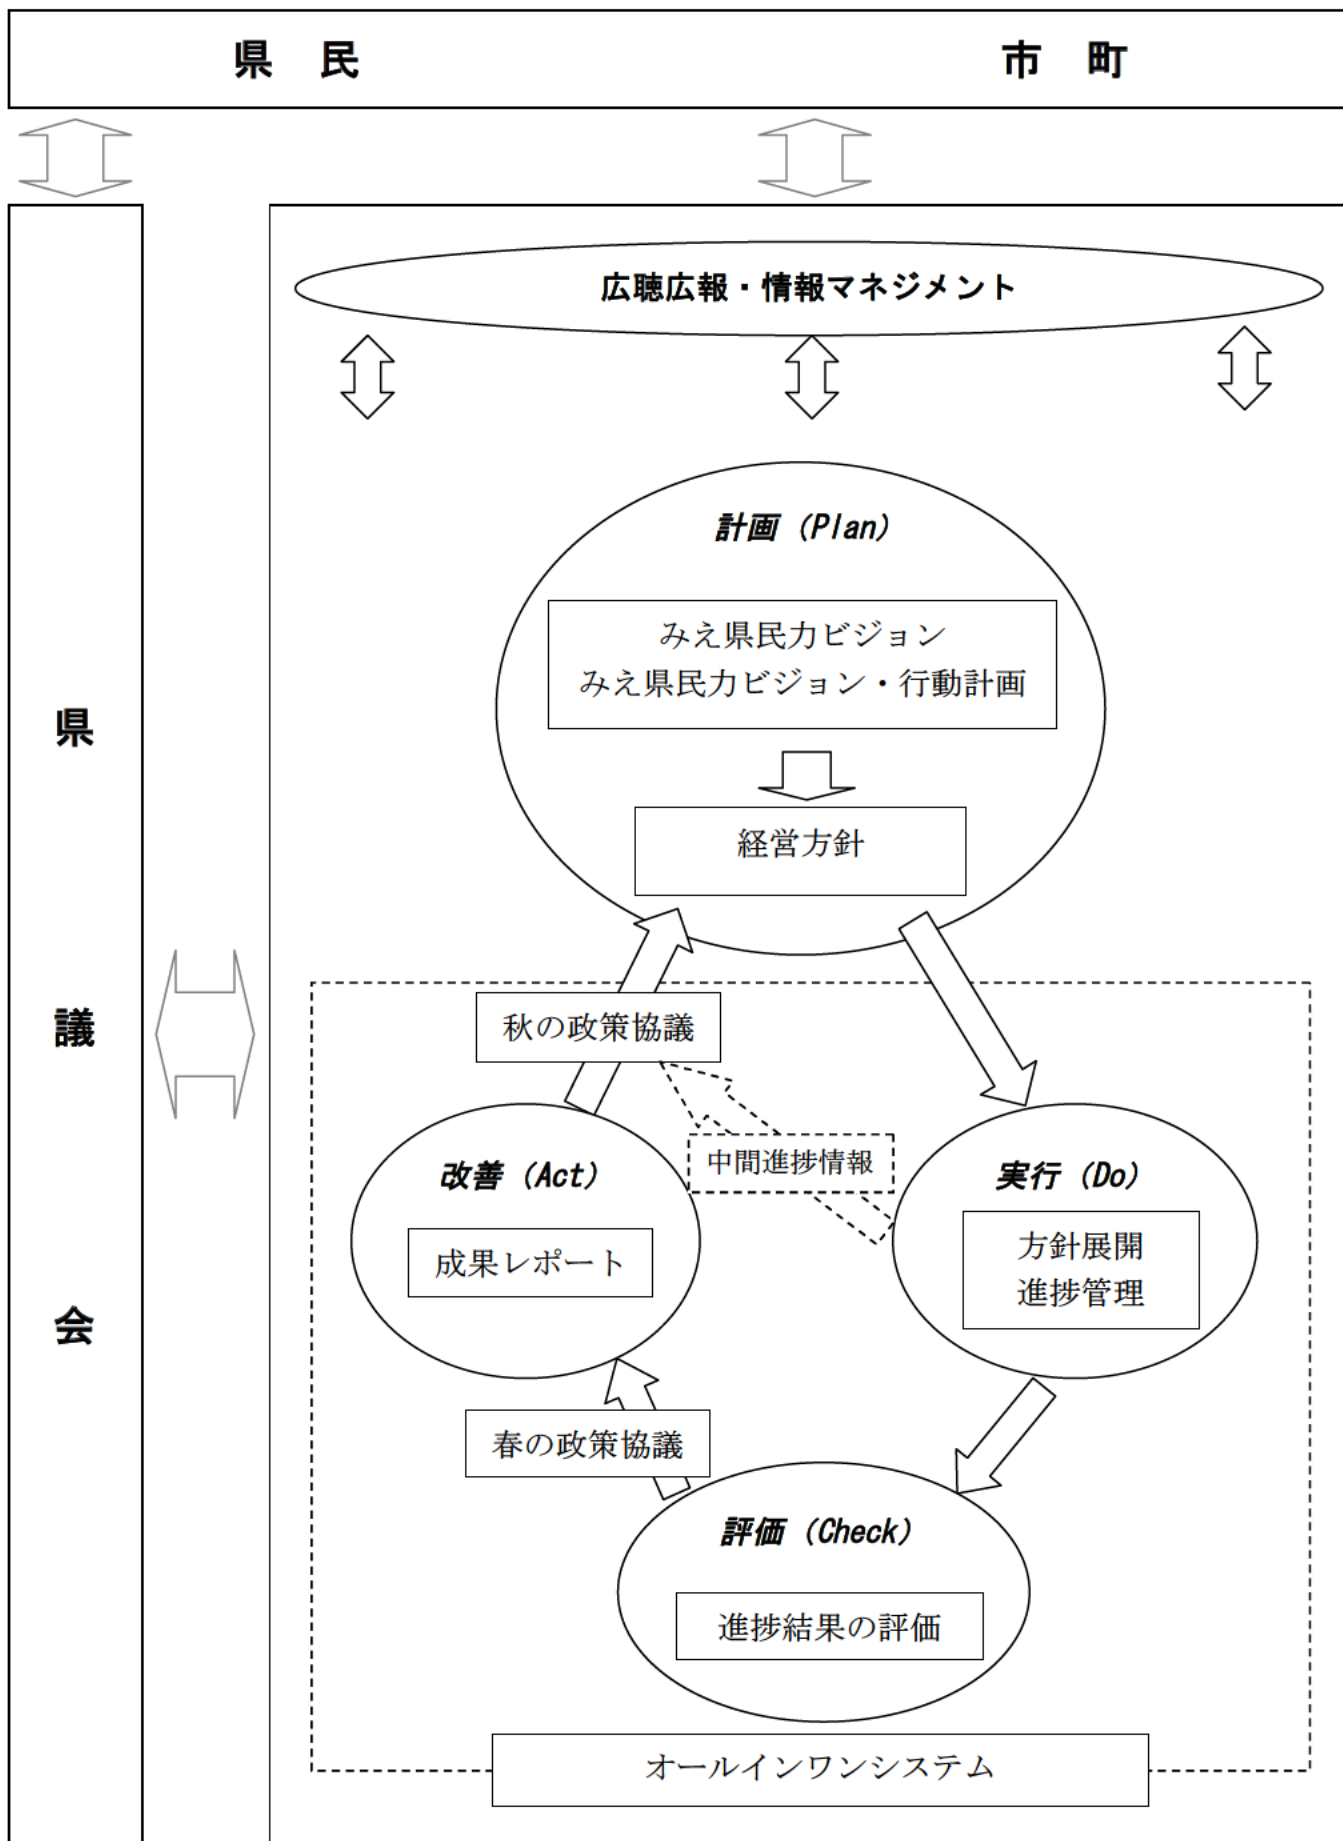 県　民
市　町
県
議
会
広聴広報・情報マネジメント
計画（Plan）
みえ県民力ビジョン
みえ県民力ビジョン・行動計画
経営方針
秋の政策協議
中間進捗情報
改善（Act）
成果レポート
実行（Do）
方針展開
進捗管理
春の政策協議
評価（Check）
進捗結果の評価
オールインワンシステム